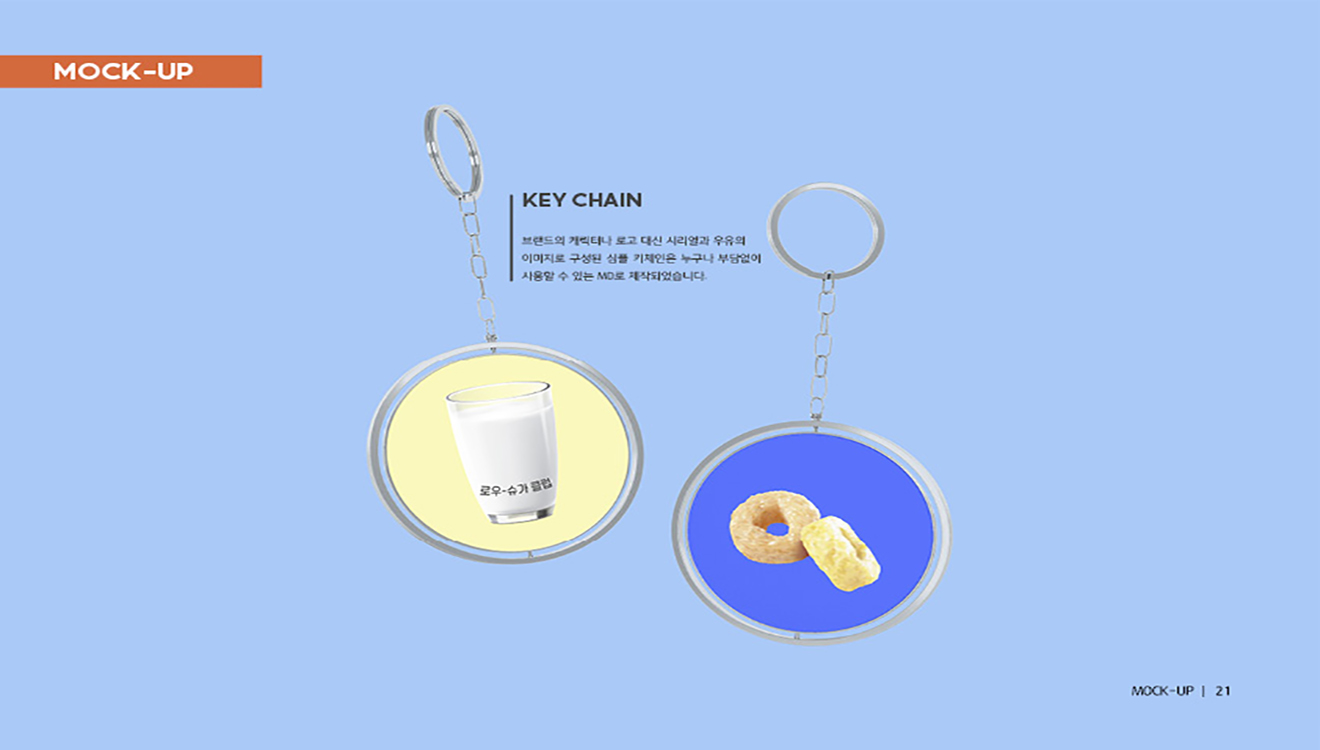 MOCK-UP
KEY CHAIN
브랜드의 캐릭터나 로고 대신 시리얼과 우유의
이미지로 구성된 심플 키체인은 누구나 부담없이
사용할 수 있는 MD로 제작되었습니다.
로우-슈가 클럽
MOCK-UP | 21